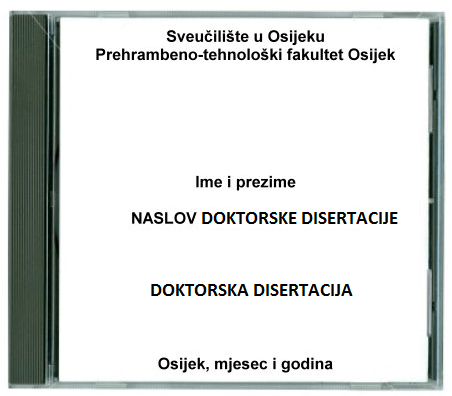 Sveučilište u Osijeku
Prehrambeno-tehnološki fakultet Osijek
Ime i prezime
NASLOV DOKTORSKE DISERTACIJE
DOKTORSKA DISERTACIJA
Osijek, mjesec i godina